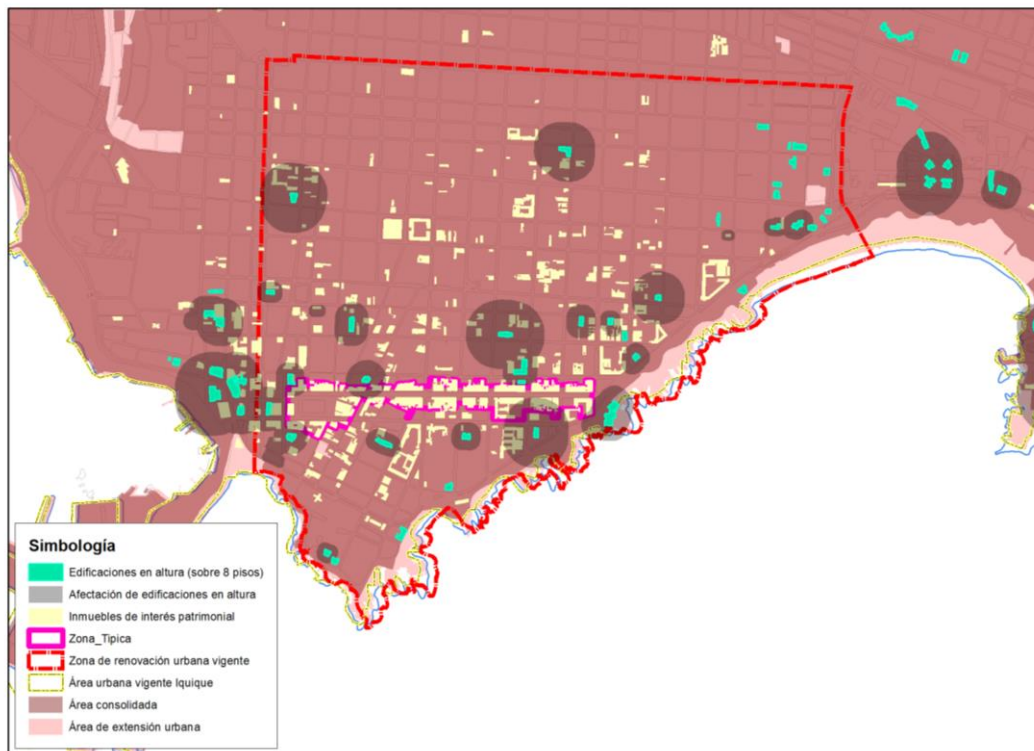 Simbología
Edificaciones en altura (sobre 8 pisos)
Afectación de edificaciones en altura
Inmuebles de interés patrimonial
Zona_Tipica
Zona de renovación urbana vigente
Área urbana vigente Iquique
Área consolidada
Área de extensión urbana